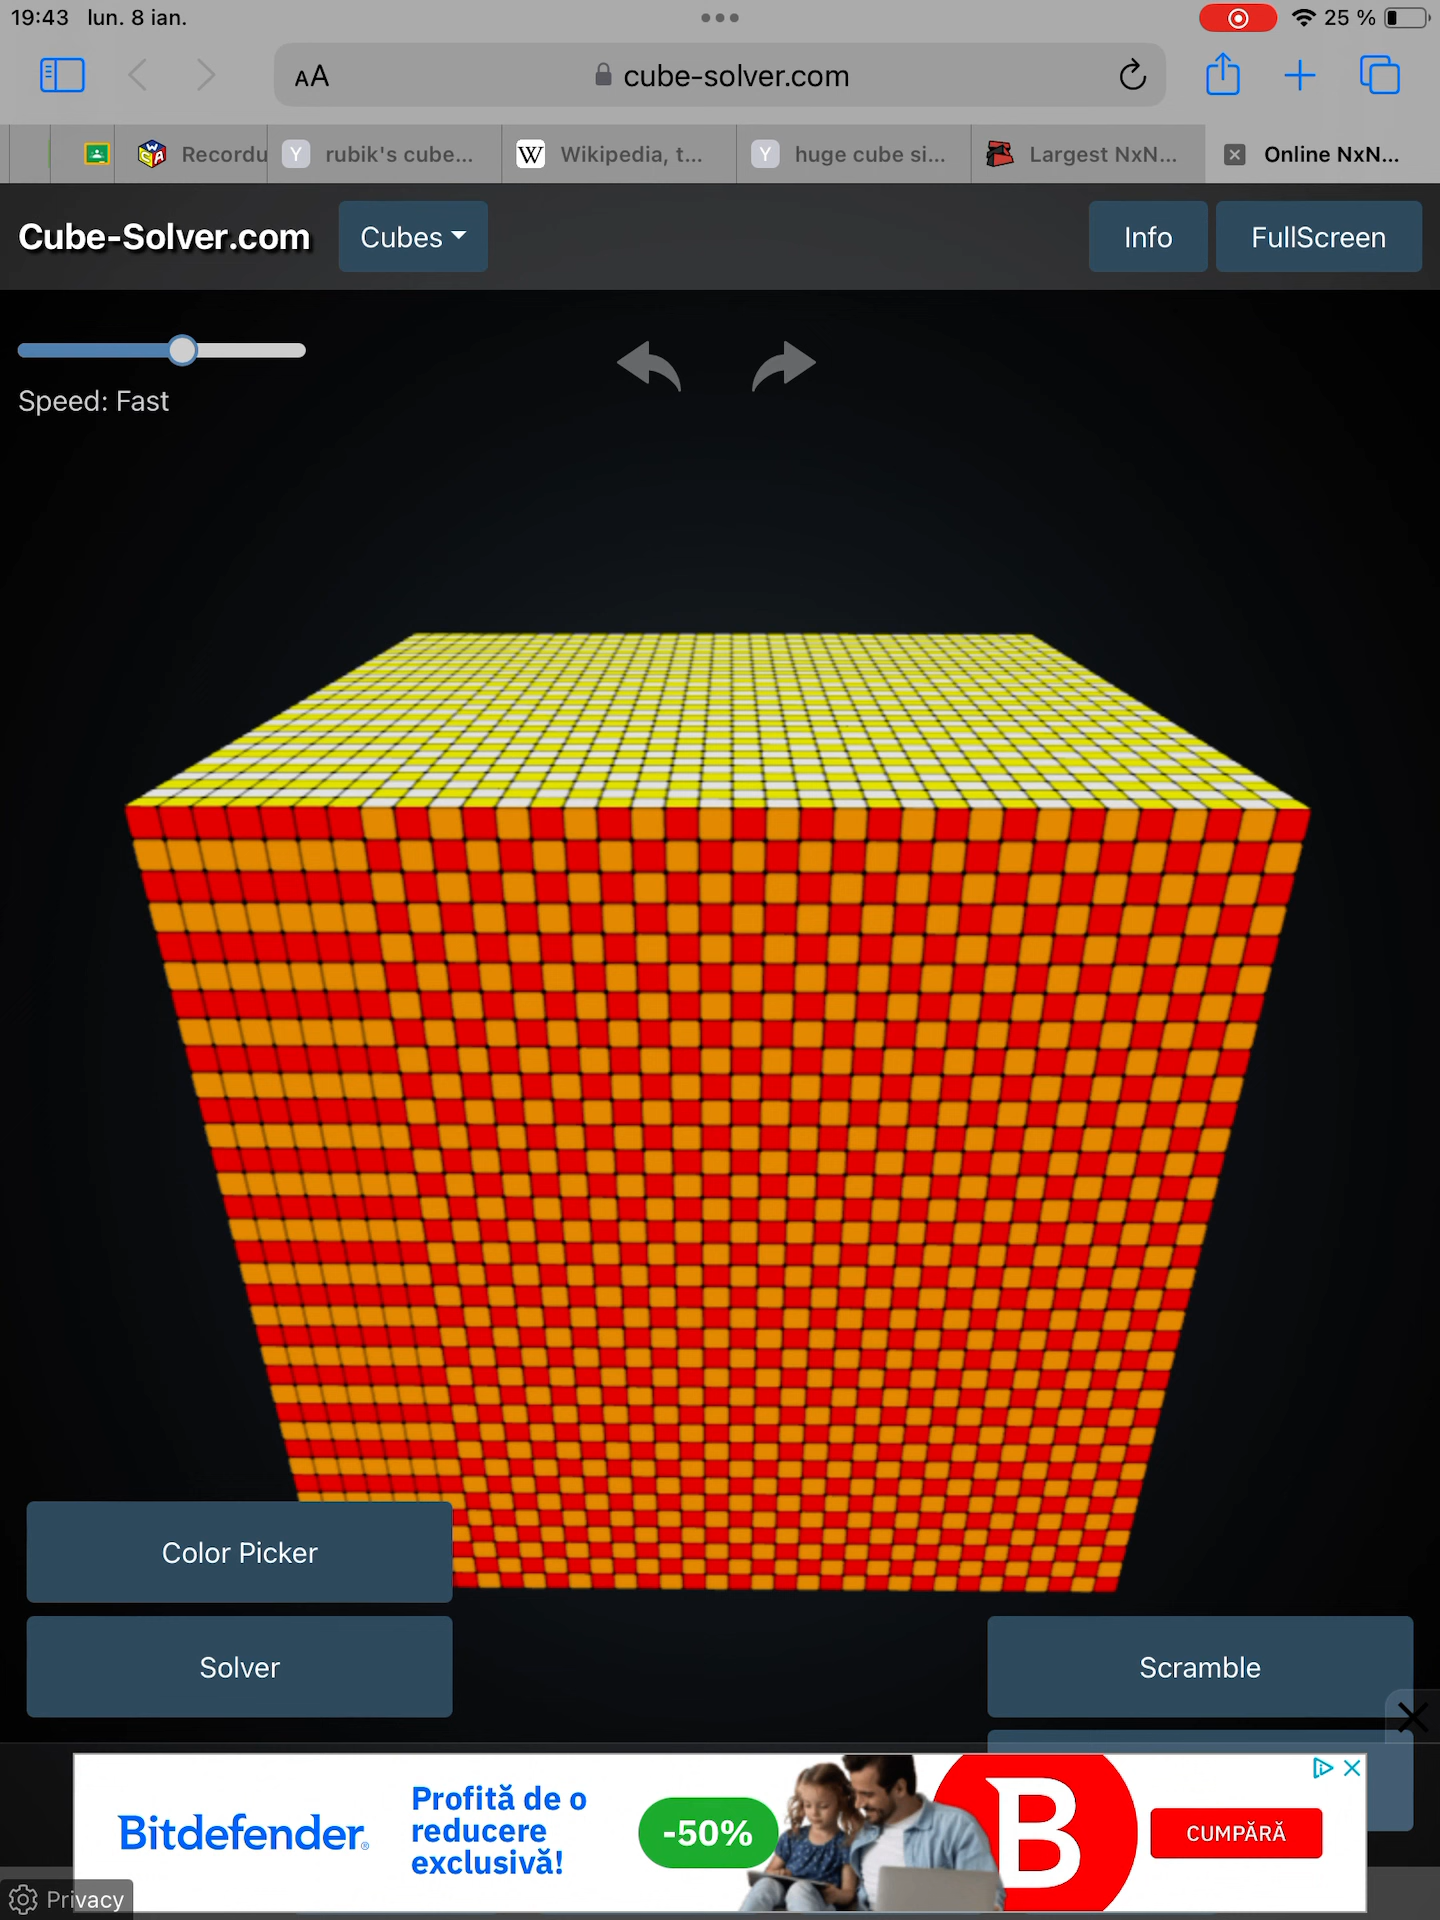 19:43 lun. 8 ian.
25 %
AA cube-solver.com
Recordu
Y rubik's cube...
W Wikipedia, t...
Y huge cube si...
Largest NxN...
Online NxN...
Cube-Solver.com
Cubes
Info
FullScreen
Speed: Fast
Color Picker
Solver
Scramble
Bitdefender
Profită de o
reducere
exclusivă!
-50%
B
CUMPĂRĂ
Privacy